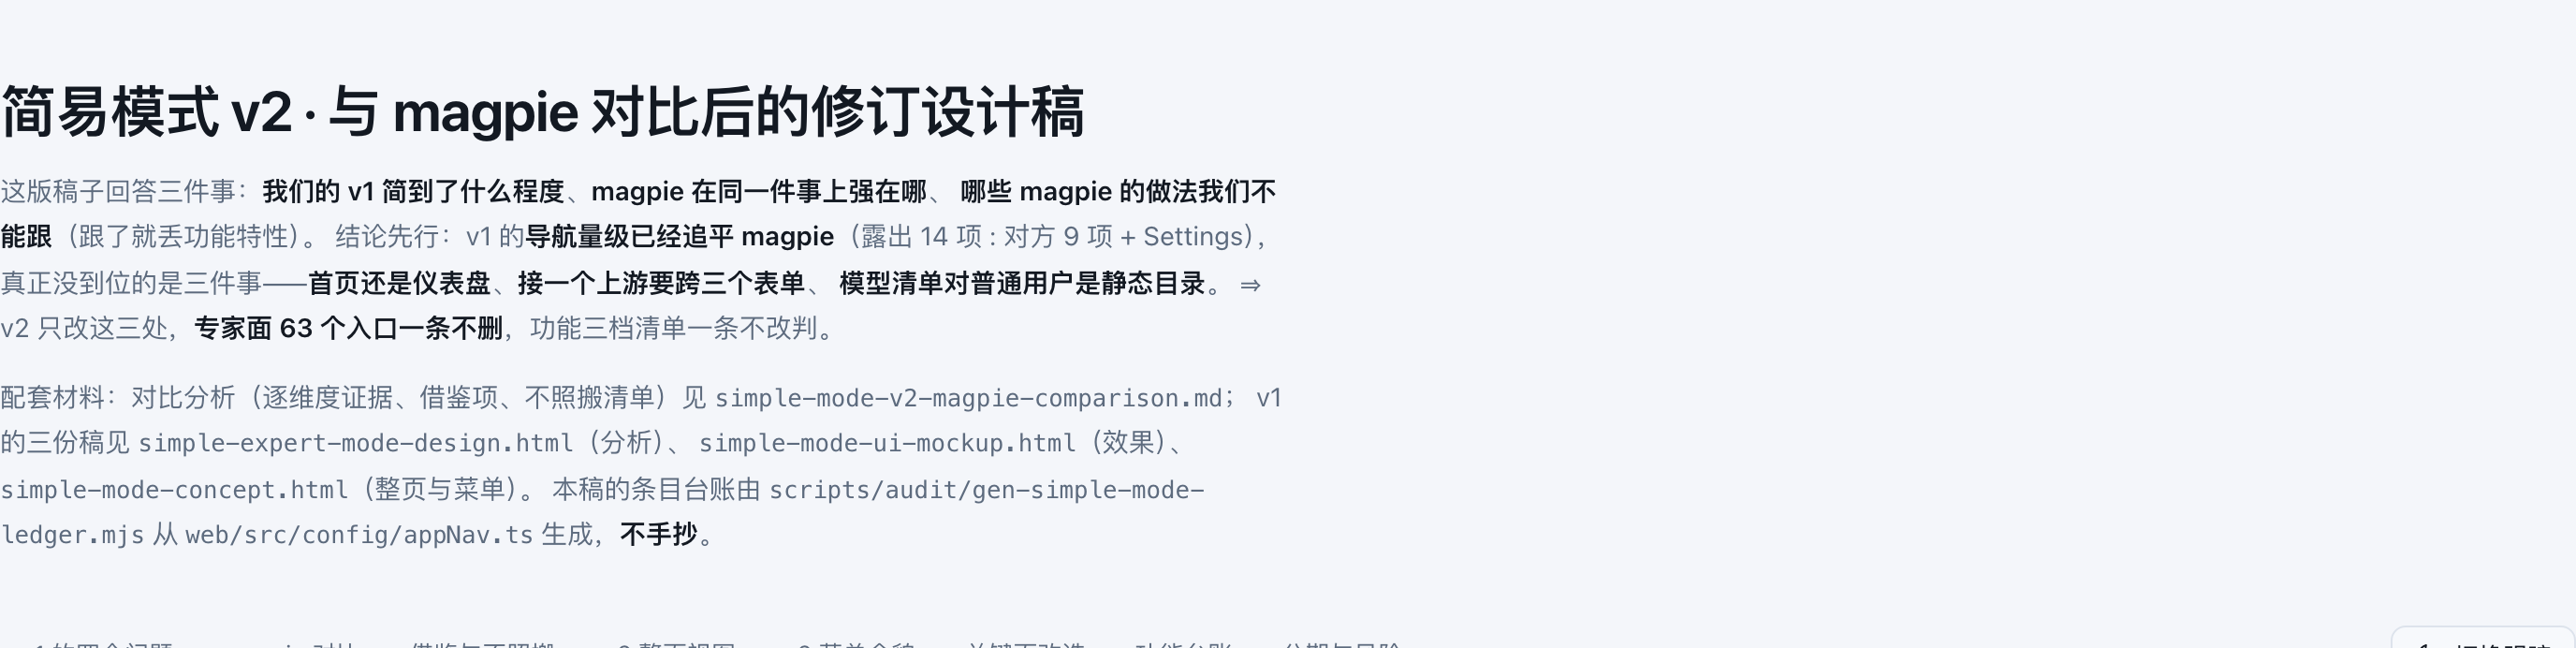 简易模式 v2 · 与 magpie 对比后的修订设计稿
这版稿子回答三件事：我们的 v1 简到了什么程度、magpie 在同一件事上强在哪、 哪些 magpie 的做法我们不
能跟（跟了就丢功能特性）。 结论先行：v1 的导航量级已经追平 magpie（露出 14 项 : 对方 9 项 + Settings），
真正没到位的是三件事——首页还是仪表盘、接一个上游要跨三个表单、 模型清单对普通用户是静态目录。 ⇒
v2 只改这三处，专家面 63 个入口一条不删，功能三档清单一条不改判。
配套材料：对比分析（逐维度证据、借鉴项、不照搬清单）见 simple-mode-v2-magpie-comparison.md； v1
的三份稿见 simple-expert-mode-design.html（分析）、 simple-mode-ui-mockup.html（效果）、
simple-mode-concept.html（整页与菜单）。 本稿的条目台账由 scripts/audit/gen-simple-mode-
ledger.mjs 从 web/src/config/appNav.ts 生成，不手抄。